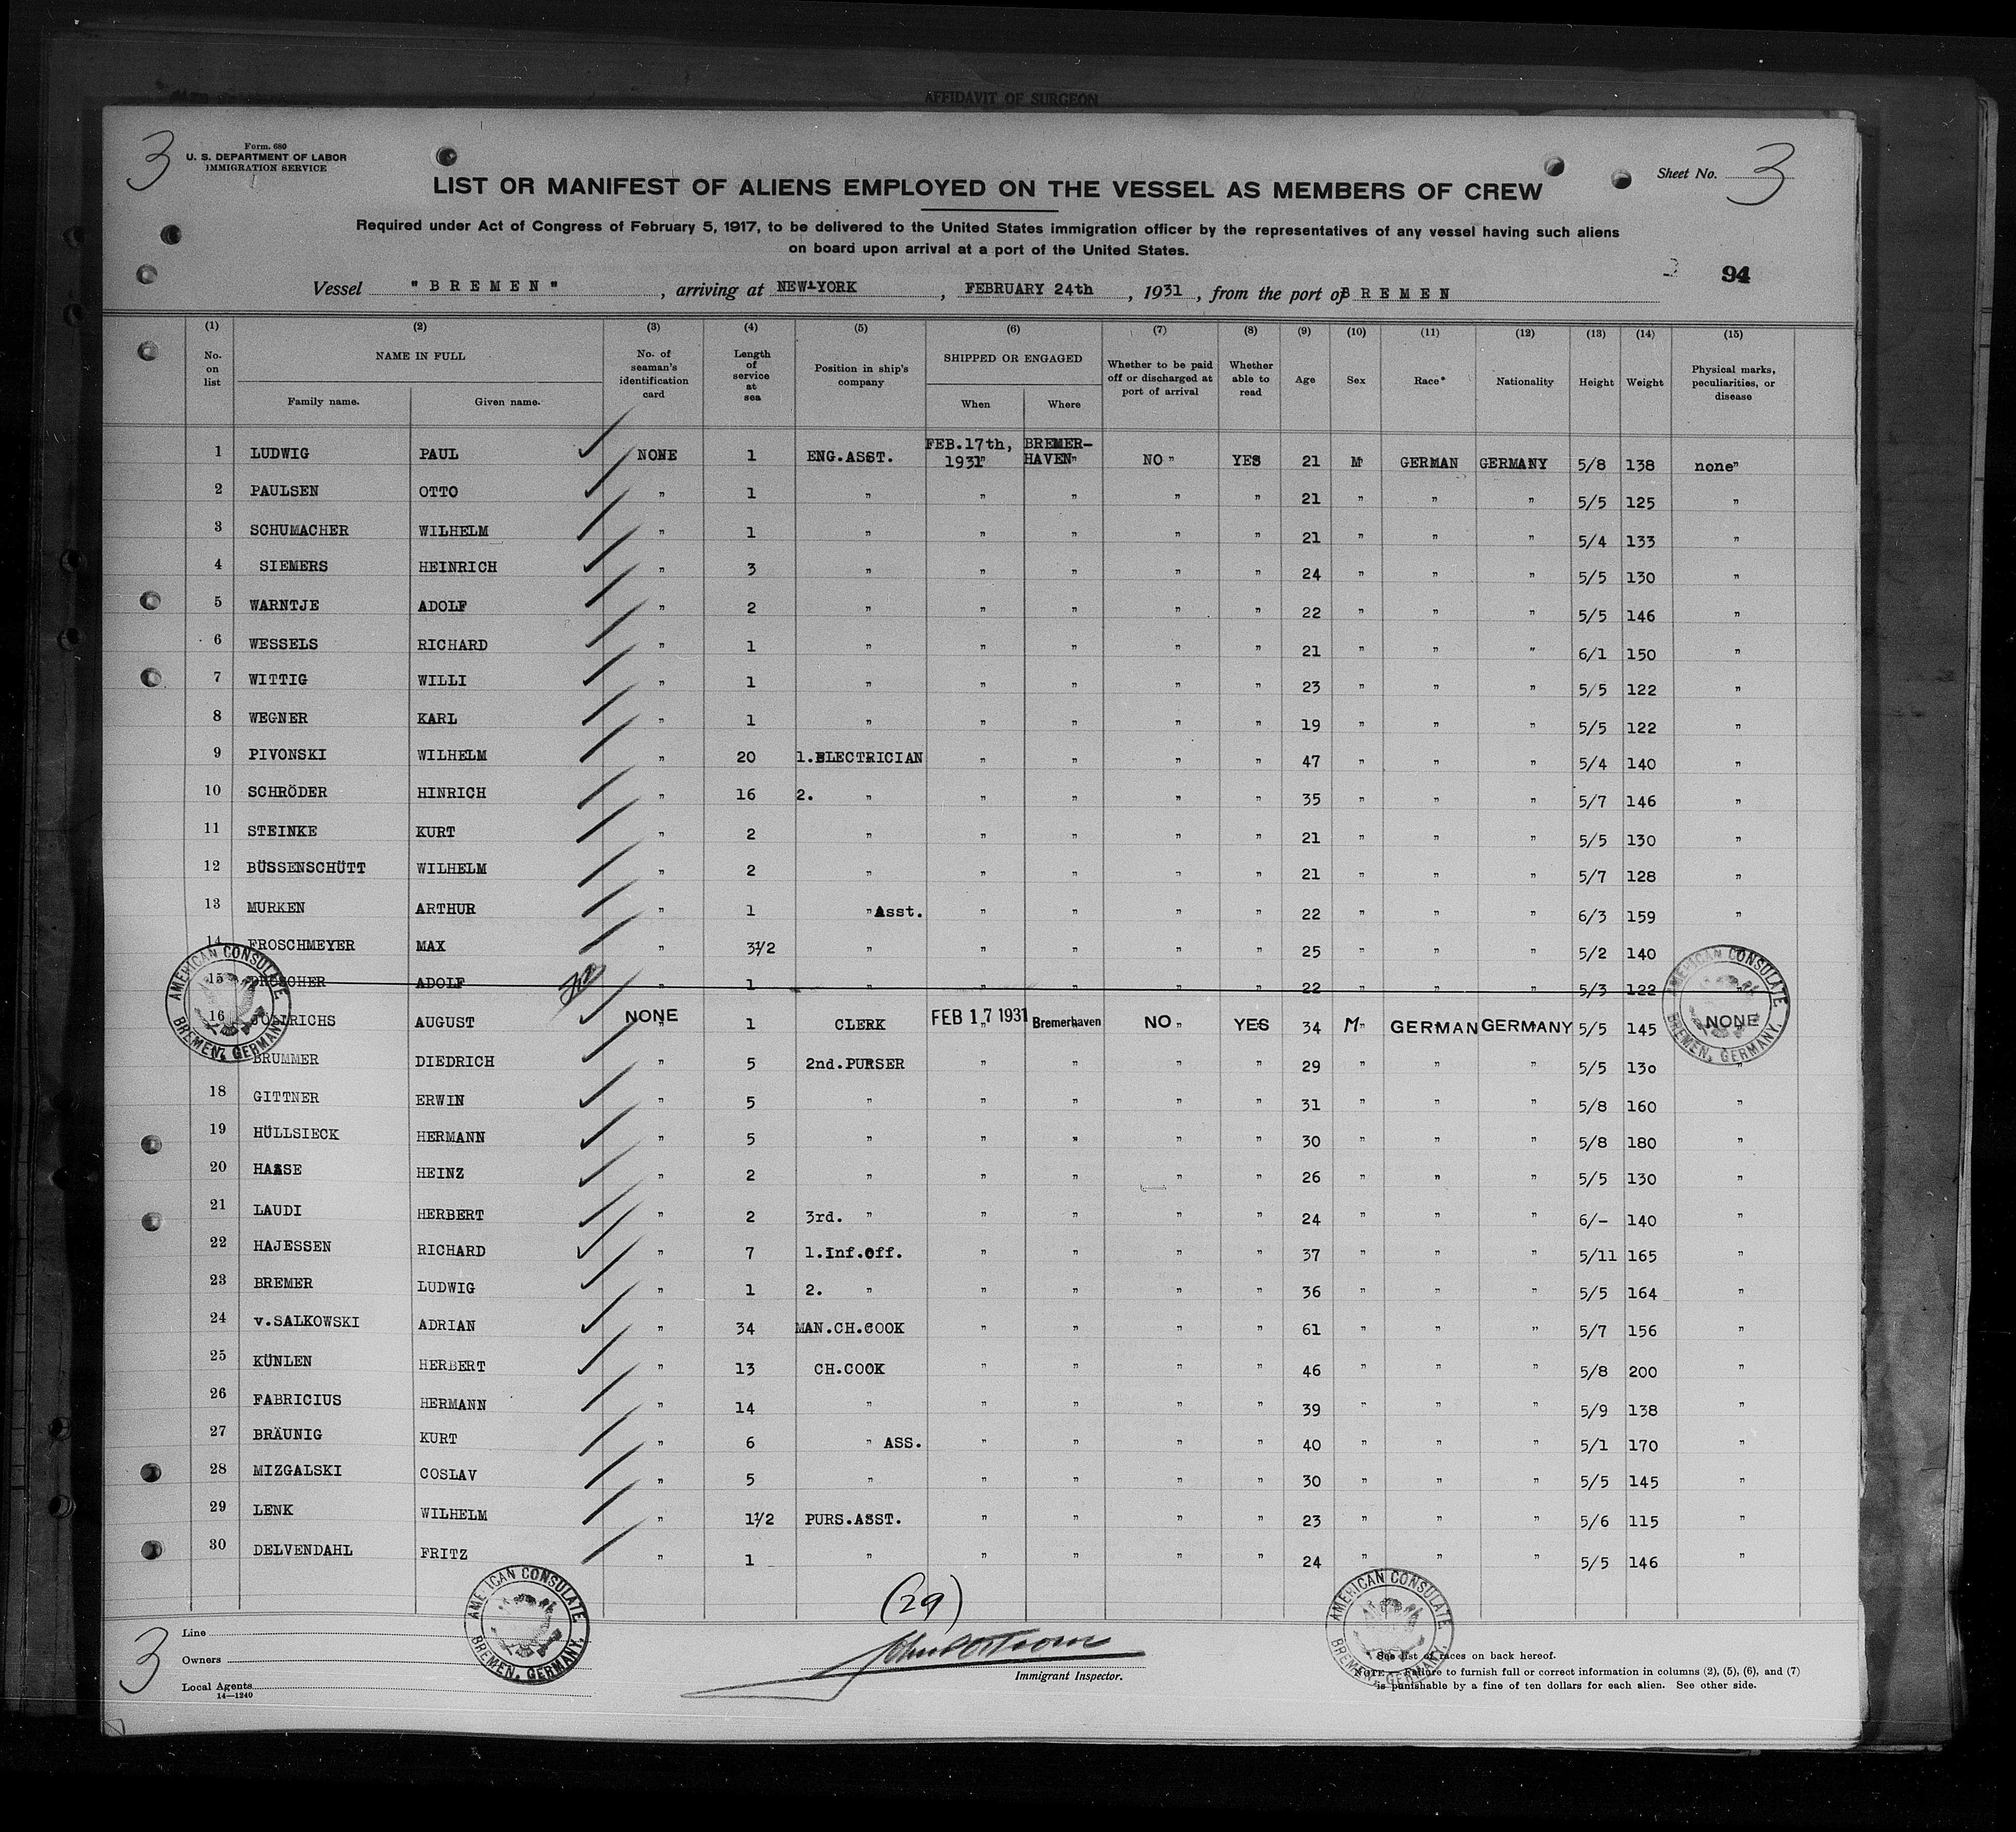 AFFIDAVIT OF SURGEON
3
Form. 680
U. S. DEPARTMENT OF LABOR
IMMIGRATION SERVICE
Sheet No. 3
LIST OR MANIFEST OF ALIENS EMPLOYED ON THE VESSEL AS MEMBERS OF CREW
Required under Act of Congress of February 5, 1917, to be delivered to the United States immigration officer by the representatives of any vessel having such aliens
on board upon arrival at a port of the United States.
94
Vessel "BREMEN", arriving at NEW YORK, FEBRUARY 24th, 1931, from the port of BREMEN
(1) (2) (3) (4) (5) (6) (7) (8) (9) (10) (11) (12) (13) (14) (15)
No. on list NAME IN FULL Family name. Given name. No. of seaman's identification card Length of service at sea Position in ship's company SHIPPED OR ENGAGED When Where Whether to be paid off or discharged at port of arrival Whether able to read Age Sex Race* Nationality Height Weight Physical marks, peculiarities, or disease
1 LUDWIG PAUL NONE 1 ENG.ASST. FEB.17th, 1931" BREMER-HAVEN" NO " YES 21 M" GERMAN GERMANY 5/8 138 none"
2 PAULSEN OTTO " 1 " " " " " 21 " " " 5/5 125 "
3 SCHUMACHER WILHELM " 1 " " " " " 21 " " " 5/4 133 "
4 SIEMERS HEINRICH " 3 " " " " " 24 " " " 5/5 130 "
5 WARNTJE ADOLF " 2 " " " " " 22 " " " 5/5 146 "
6 WESSELS RICHARD " 1 " " " " " 21 " " " 6/1 150 "
7 WITTIG WILLI " 1 " " " " " 23 " " " 5/5 122 "
8 WEGNER KARL " 1 " " " " " 19 " " " 5/5 122 "
9 PIVONSKI WILHELM " 20 1.ELECTRICIAN " " " " 47 " " " 5/4 140 "
10 SCHRÖDER HINRICH " 16 2. " " " " " 35 " " " 5/7 146 "
11 STEINKE KURT " 2 " " " " " 21 " " " 5/5 130 "
12 BÜSSENSCHÜTT WILHELM " 2 " " " " " 21 " " " 5/7 128 "
13 MURKEN ARTHUR " 1 "Asst. " " " " 22 " " " 6/3 159 "
14 FROSCHMEYER MAX " 3 1/2 " " " " " 25 " " " 5/2 140 "
15 ADOLF " 1 " " " " " 22 " " " 5/3 122 "
16 AUGUST NONE 1 CLERK FEB 17 1931 Bremerhaven NO " YES 34 M" GERMAN GERMANY 5/5 145 NONE
17 BRUMMER DIEDRICH " 5 2nd.PURSER " " " " 29 " " " 5/5 130 "
18 GITTNER ERWIN " 5 " " " " " 31 " " " 5/8 160 "
19 HÜLLSIECK HERMANN " 5 " " " " " 30 " " " 5/8 180 "
20 HAASE HEINZ " 2 " " " " " 26 " " " 5/5 130 "
21 LAUDI HERBERT " 2 3rd. " " " " " 24 " " " 6/- 140 "
22 HAJESSEN RICHARD " 7 1.Inf.Off. " " " " 37 " " " 5/11 165 "
23 BREMER LUDWIG " 1 2. " " " " " 36 " " " 5/5 164 "
24 v.SALKOWSKI ADRIAN " 34 MAN.CH.COOK " " " " 61 " " " 5/7 156 "
25 KÜNLEN HERBERT " 13 CH.COOK " " " " 46 " " " 5/8 200 "
26 FABRICIUS HERMANN " 14 " " " " " 39 " " " 5/9 138 "
27 BRÄUNIG KURT " 6 " ASS. " " " " 40 " " " 5/1 170 "
28 MIZGALSKI COSLAV " 5 " " " " " 30 " " " 5/5 145 "
29 LENK WILHELM " 1 1/2 PURS.ASST. " " " " 23 " " " 5/6 115 "
30 DELVENDAHL FRITZ " 1 " " " " " 24 " " " 5/5 146 "
AMERICAN CONSULATE BREMEN, GERMANY.
AMERICAN CONSULATE BREMEN, GERMANY.
AMERICAN CONSULATE BREMEN, GERMANY.
AMERICAN CONSULATE BREMEN, GERMANY.
(29)
3
Line
Owners
Local Agents
14—1240
Immigrant Inspector.
* See list of races on back hereof.
NOTE.—Failure to furnish full or correct information in columns (2), (5), (6), and (7)
is punishable by a fine of ten dollars for each alien. See other side.